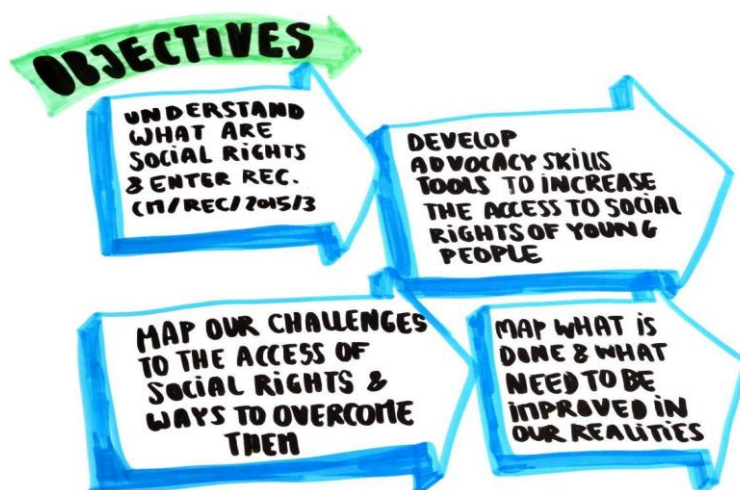 OBJECTIVES
UNDERSTAND
WHAT ARE
SOCIAL RIGHTS
& ENTER REC.
CM/REC/2015/3
DEVELOP
ADVOCACY SKILLS
TOOLS TO INCREASE
THE ACCESS TO SOCIAL
RIGHTS OF YOUNG
PEOPLE
MAP OUR CHALLENGES
TO THE ACCESS OF
SOCIAL RIGHTS &
WAYS TO OVERCOME
THEM
MAP WHAT IS
DONE & WHAT
NEED TO BE
IMPROVED IN
OUR REALITIES